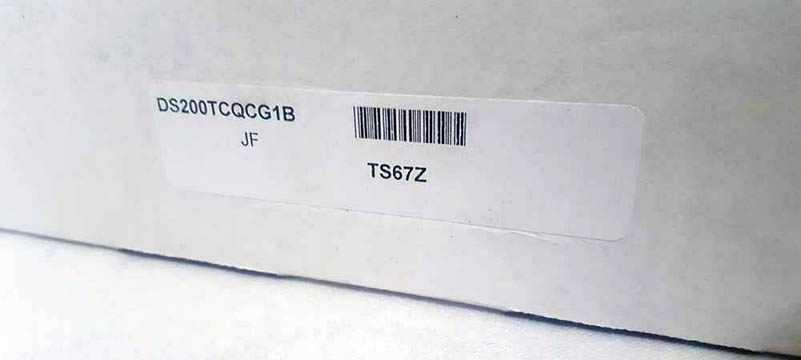 DS200TCQCG1B
JF
TS67Z